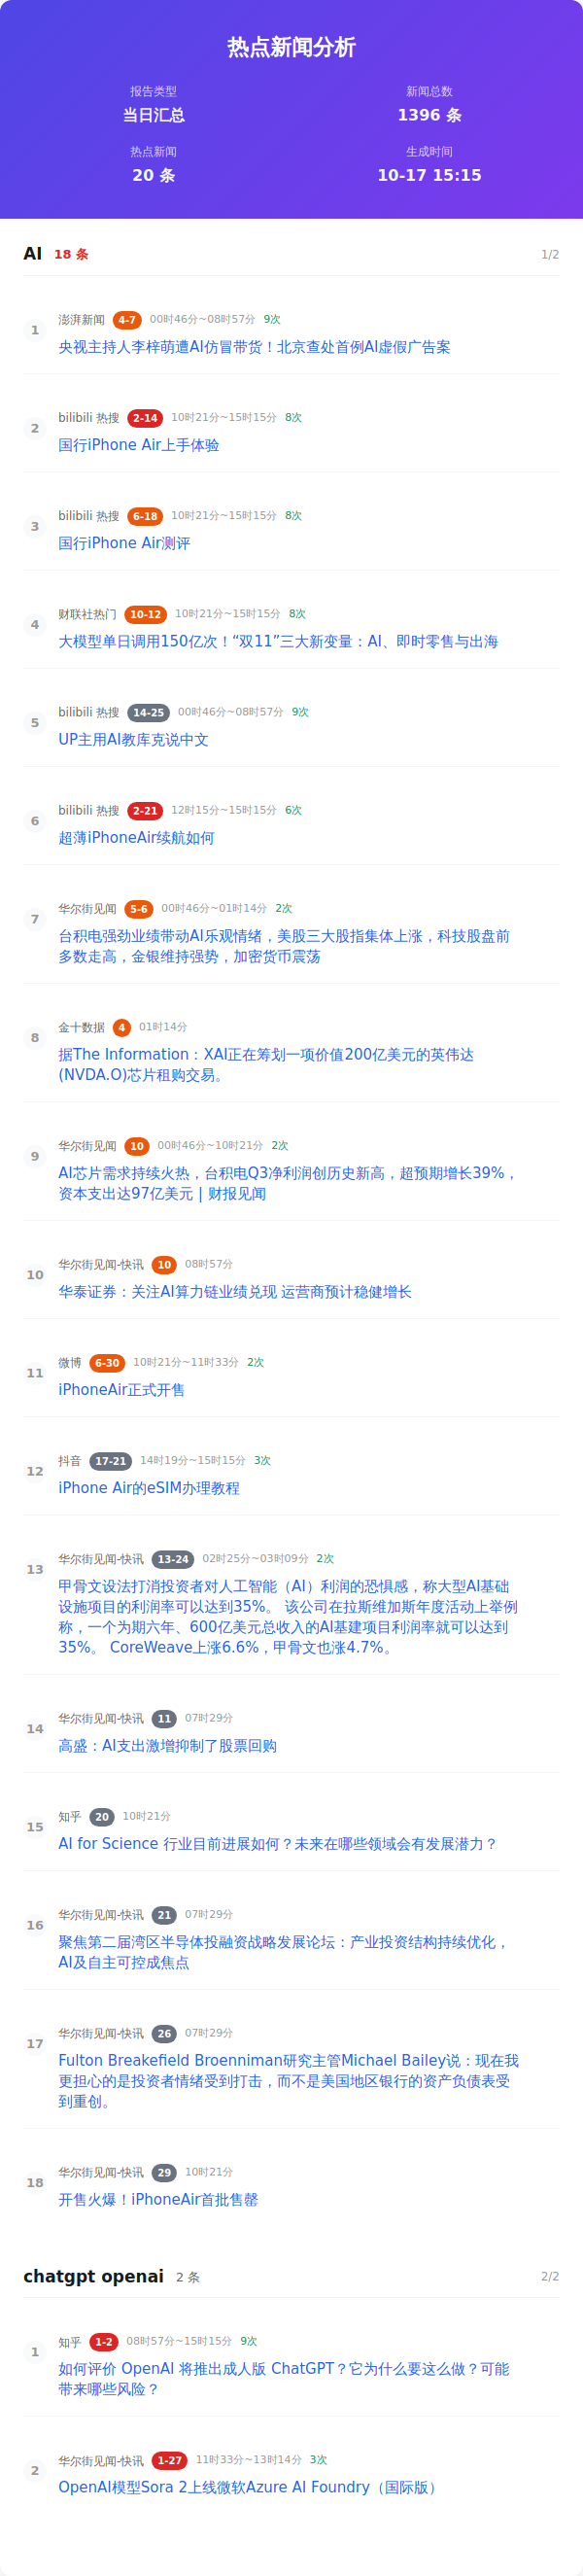 热点新闻分析
报告类型
当日汇总
新闻总数
1396 条
热点新闻
20 条
生成时间
10-17 15:15
AI 18 条 1/2
1
澎湃新闻 4-7 00时46分~08时57分 9次
央视主持人李梓萌遭AI仿冒带货！北京查处首例AI虚假广告案
2
bilibili 热搜 2-14 10时21分~15时15分 8次
国行iPhone Air上手体验
3
bilibili 热搜 6-18 10时21分~15时15分 8次
国行iPhone Air测评
4
财联社热门 10-12 10时21分~15时15分 8次
大模型单日调用150亿次！“双11”三大新变量：AI、即时零售与出海
5
bilibili 热搜 14-25 00时46分~08时57分 9次
UP主用AI教库克说中文
6
bilibili 热搜 2-21 12时15分~15时15分 6次
超薄iPhoneAir续航如何
7
华尔街见闻 5-6 00时46分~01时14分 2次
台积电强劲业绩带动AI乐观情绪，美股三大股指集体上涨，科技股盘前
多数走高，金银维持强势，加密货币震荡
8
金十数据 4 01时14分
据The Information：XAI正在筹划一项价值200亿美元的英伟达
(NVDA.O)芯片租购交易。
9
华尔街见闻 10 00时46分~10时21分 2次
AI芯片需求持续火热，台积电Q3净利润创历史新高，超预期增长39%，
资本支出达97亿美元 | 财报见闻
10
华尔街见闻-快讯 10 08时57分
华泰证券：关注AI算力链业绩兑现 运营商预计稳健增长
11
微博 6-30 10时21分~11时33分 2次
iPhoneAir正式开售
12
抖音 17-21 14时19分~15时15分 3次
iPhone Air的eSIM办理教程
13
华尔街见闻-快讯 13-24 02时25分~03时09分 2次
甲骨文设法打消投资者对人工智能（AI）利润的恐惧感，称大型AI基础
设施项目的利润率可以达到35%。 该公司在拉斯维加斯年度活动上举例
称，一个为期六年、600亿美元总收入的AI基建项目利润率就可以达到
35%。 CoreWeave上涨6.6%，甲骨文也涨4.7%。
14
华尔街见闻-快讯 11 07时29分
高盛：AI支出激增抑制了股票回购
15
知乎 20 10时21分
AI for Science 行业目前进展如何？未来在哪些领域会有发展潜力？
16
华尔街见闻-快讯 21 07时29分
聚焦第二届湾区半导体投融资战略发展论坛：产业投资结构持续优化，
AI及自主可控成焦点
17
华尔街见闻-快讯 26 07时29分
Fulton Breakefield Broenniman研究主管Michael Bailey说：现在我
更担心的是投资者情绪受到打击，而不是美国地区银行的资产负债表受
到重创。
18
华尔街见闻-快讯 29 10时21分
开售火爆！iPhoneAir首批售罄
chatgpt openai 2 条 2/2
1
知乎 1-2 08时57分~15时15分 9次
如何评价 OpenAI 将推出成人版 ChatGPT？它为什么要这么做？可能
带来哪些风险？
2
华尔街见闻-快讯 1-27 11时33分~13时14分 3次
OpenAI模型Sora 2上线微软Azure AI Foundry（国际版）